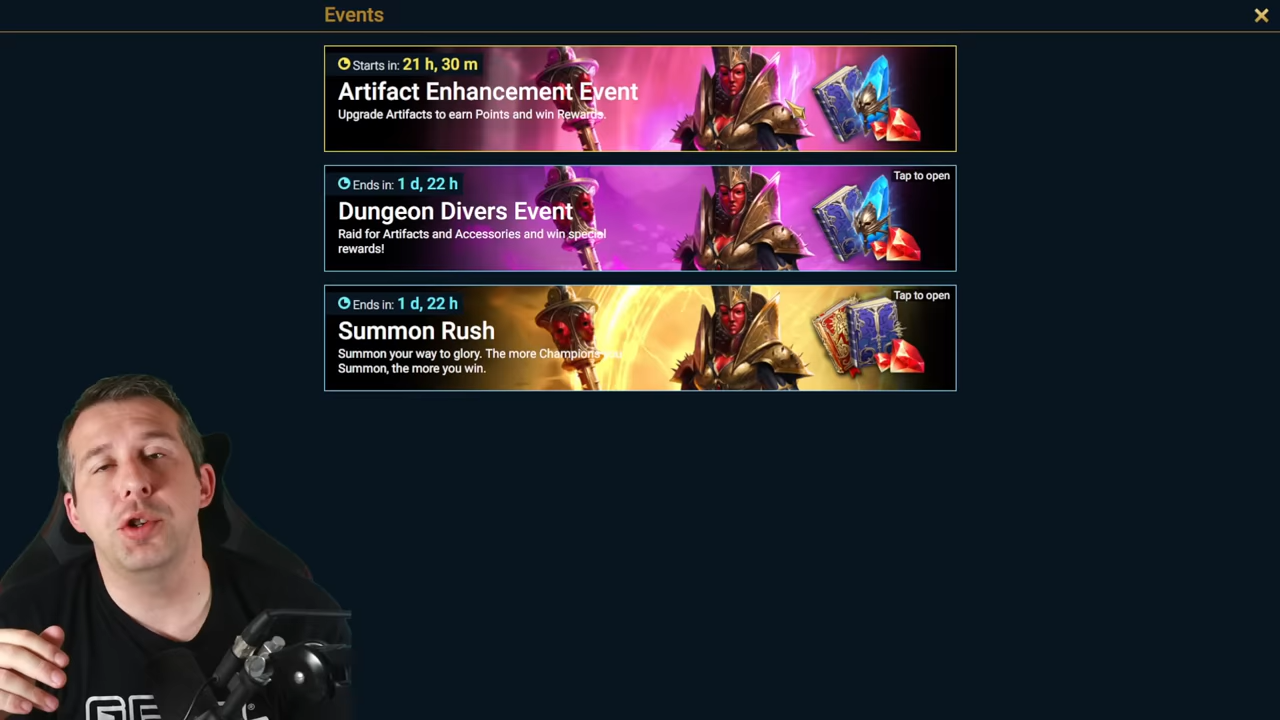 Events
Starts in: 21 h, 30 m
Artifact Enhancement Event
Upgrade Artifacts to earn Points and win Rewards.
Ends in: 1 d, 22 h
Tap to open
Dungeon Divers Event
Raid for Artifacts and Accessories and win special
rewards!
Ends in: 1 d, 22 h
Tap to open
Summon Rush
Summon your way to glory. The more Champions you
Summon, the more you win.